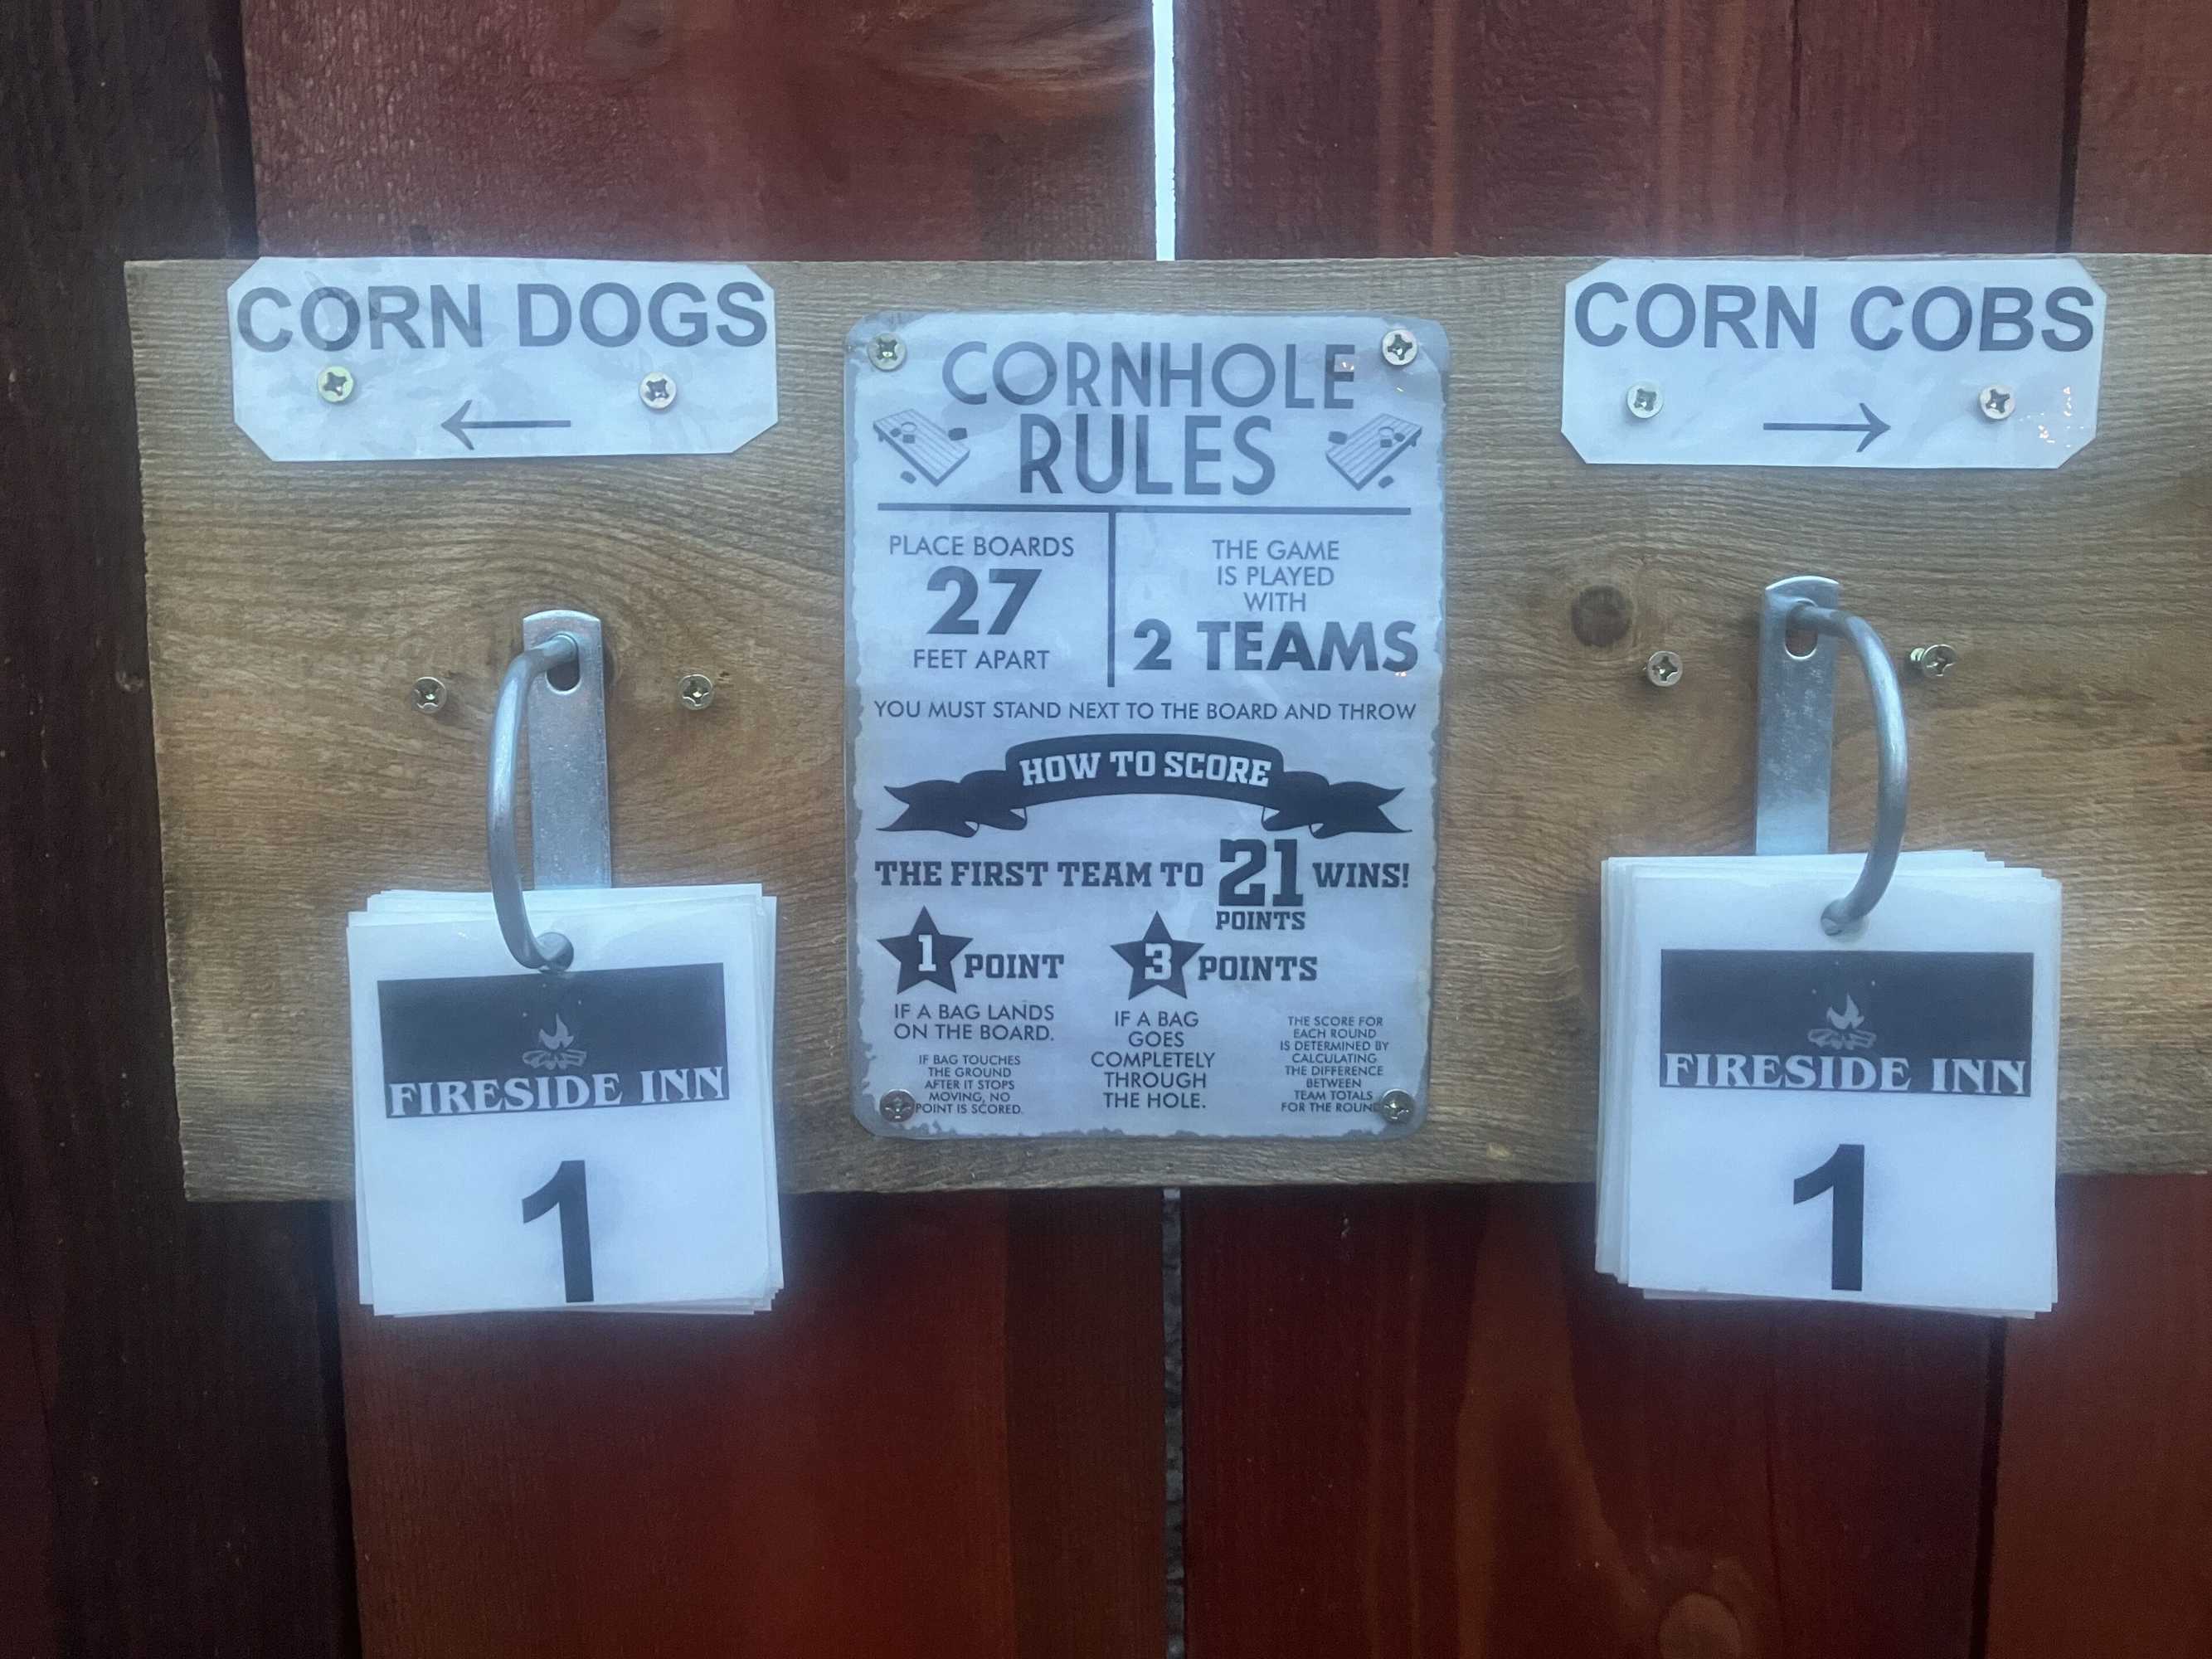 CORN DOGS
←
CORNHOLE
RULES
PLACE BOARDS
27
FEET APART
THE GAME
IS PLAYED
WITH
2 TEAMS
YOU MUST STAND NEXT TO THE BOARD AND THROW
HOW TO SCORE
THE FIRST TEAM TO 21 WINS!
POINTS
1 POINT
IF A BAG LANDS
ON THE BOARD.
IF BAG TOUCHES
THE GROUND
AFTER IT STOPS
MOVING, NO
POINT IS SCORED.
3 POINTS
IF A BAG
GOES
COMPLETELY
THROUGH
THE HOLE.
THE SCORE FOR
EACH ROUND
IS DETERMINED BY
CALCULATING
THE DIFFERENCE
BETWEEN
TEAM TOTALS
FOR THE ROUND
CORN COBS
→
FIRESIDE INN
1
FIRESIDE INN
1